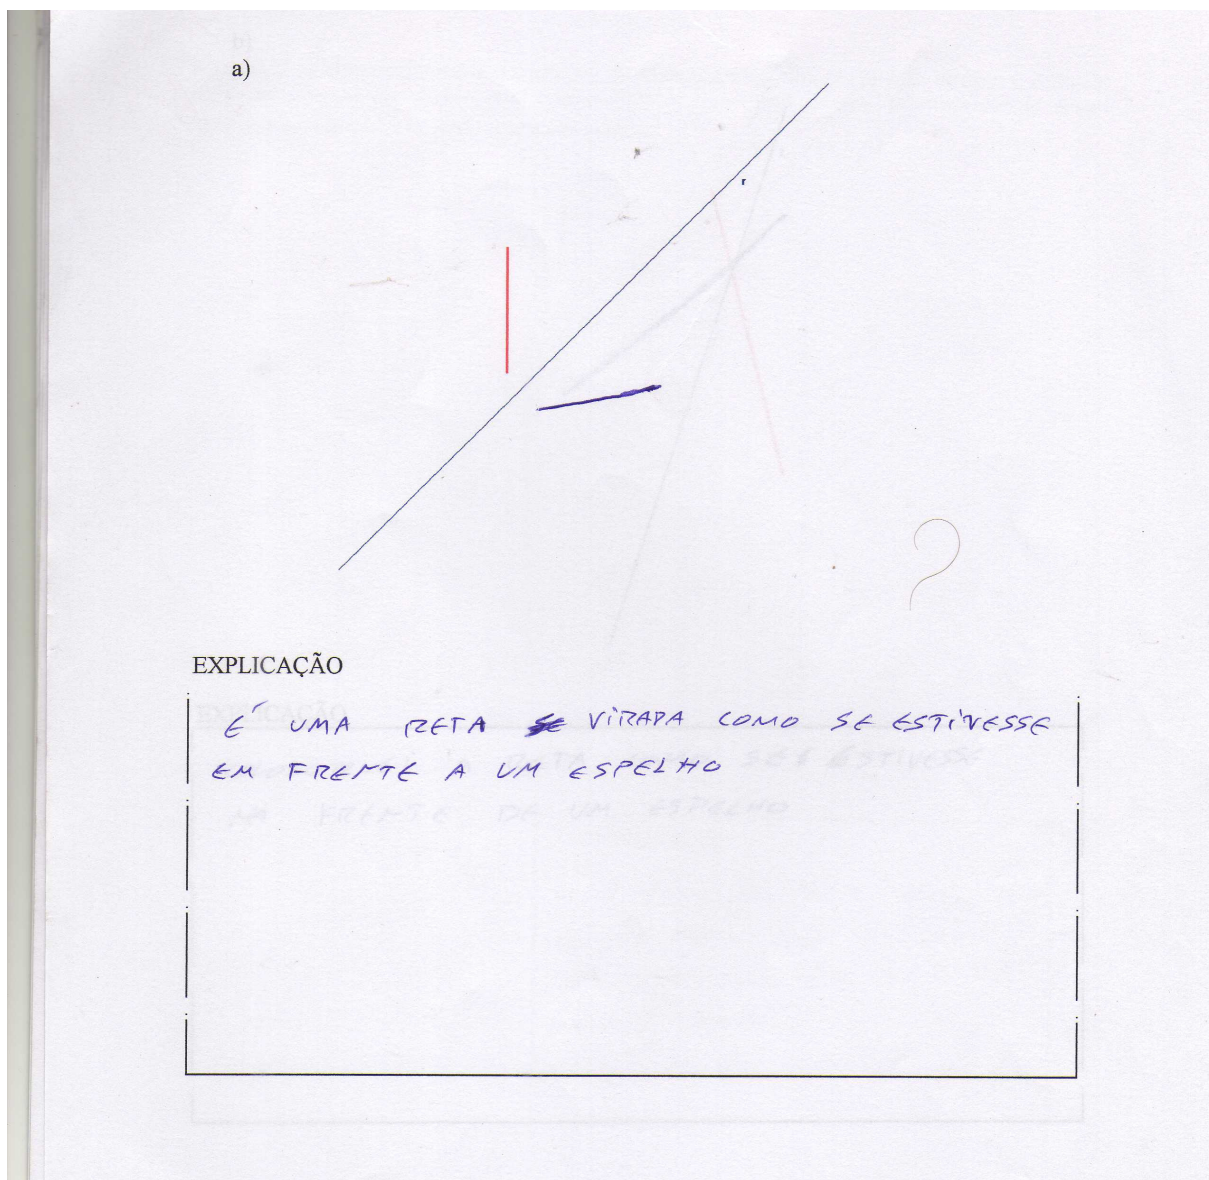 a)
r
EXPLICAÇÃO
É UMA RETA VIRADA COMO SE ESTIVESSE
EM FRENTE A UM ESPELHO